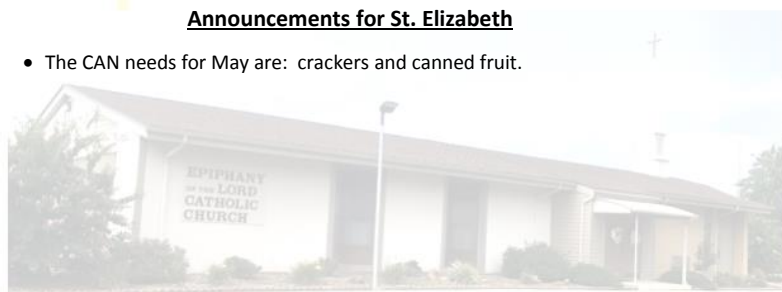 Announcements for St. Elizabeth
• The CAN needs for May are:  crackers and canned fruit.
EPIPHANY
OF THE LORD
CATHOLIC
CHURCH